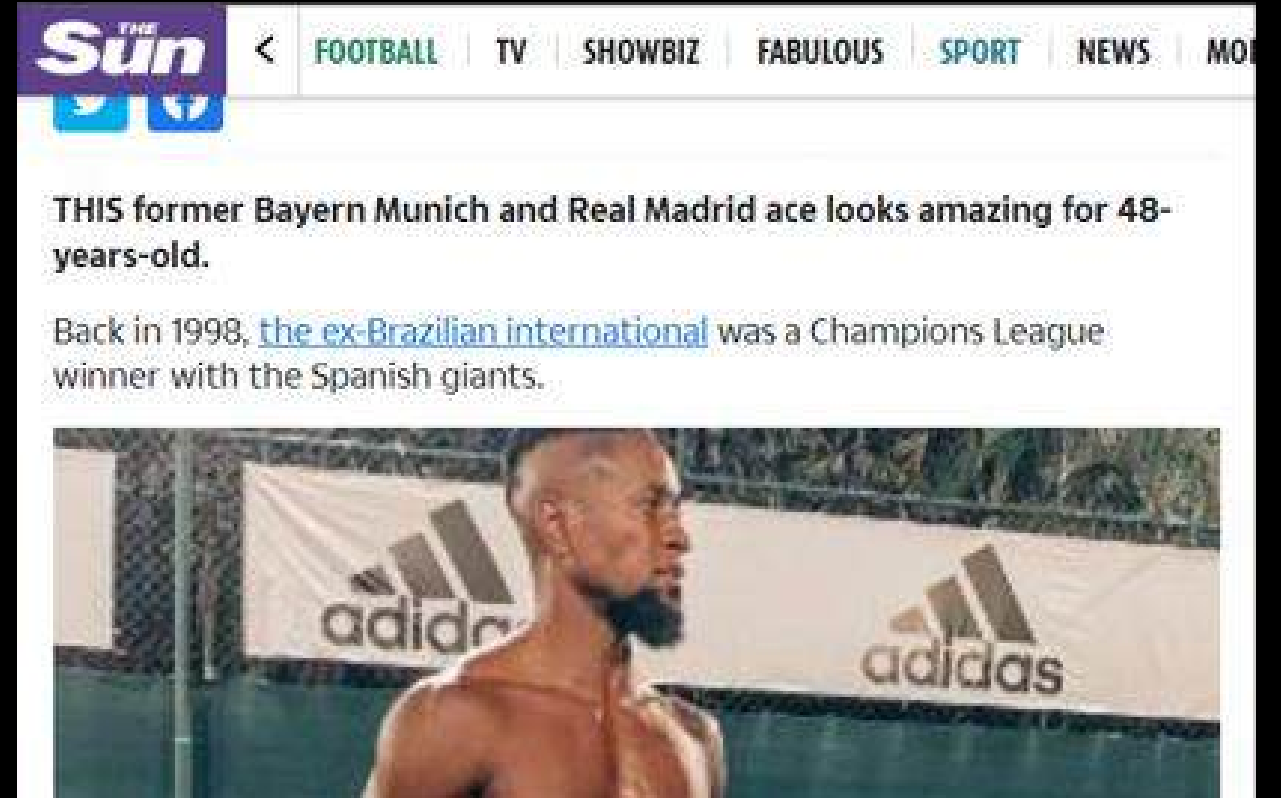 THE
Sun
< FOOTBALL TV SHOWBIZ FABULOUS SPORT NEWS
THIS former Bayern Munich and Real Madrid ace looks amazing for 48-
years-old.
Back in 1998, the ex-Brazilian international was a Champions League
winner with the Spanish giants.
adidas
adidas